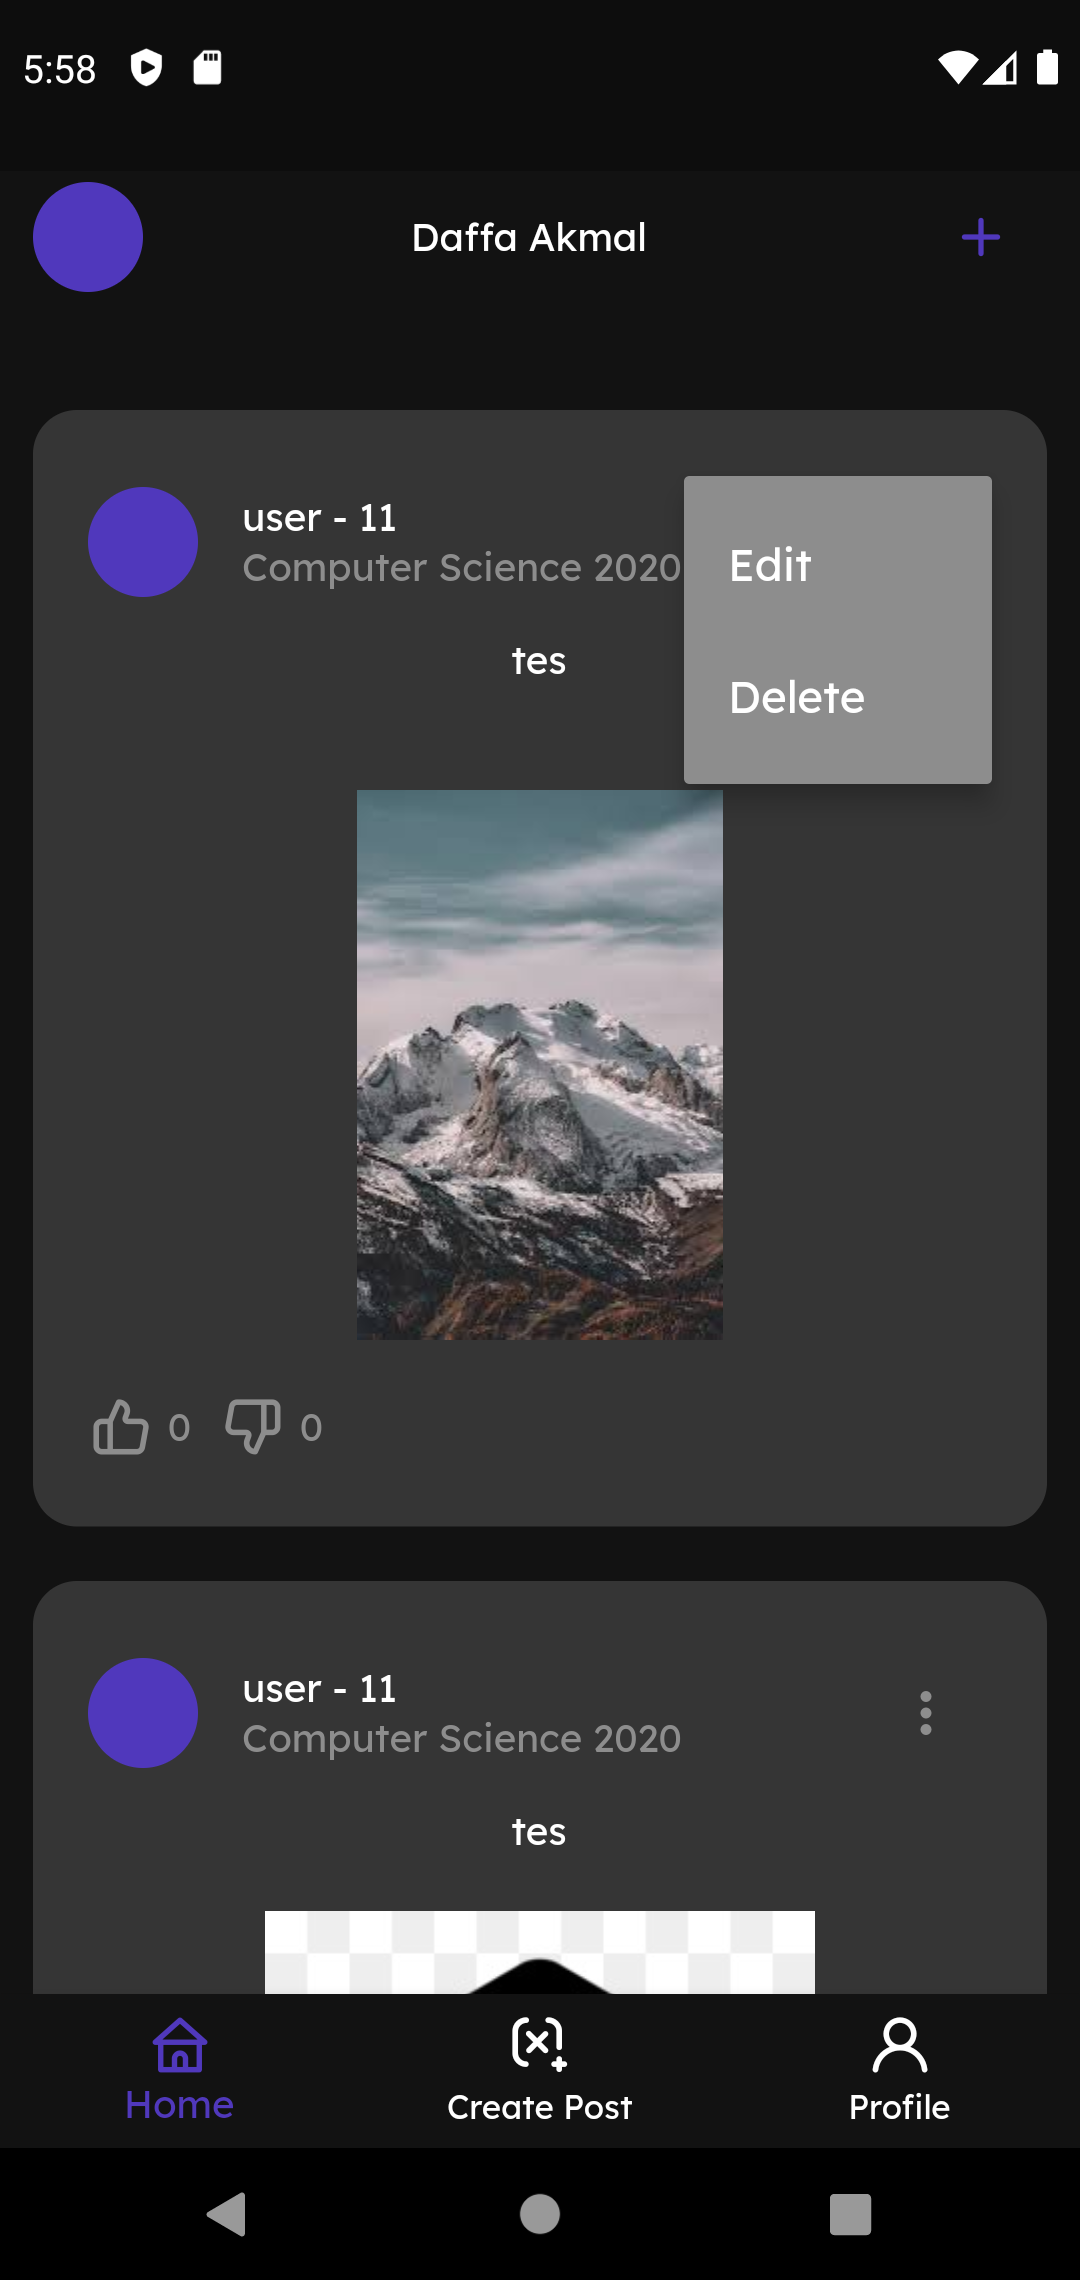 5:58
Daffa Akmal
user - 11
Computer Science 2020
Edit
Delete
tes
0 0
user - 11
Computer Science 2020
tes
Home
Create Post
Profile